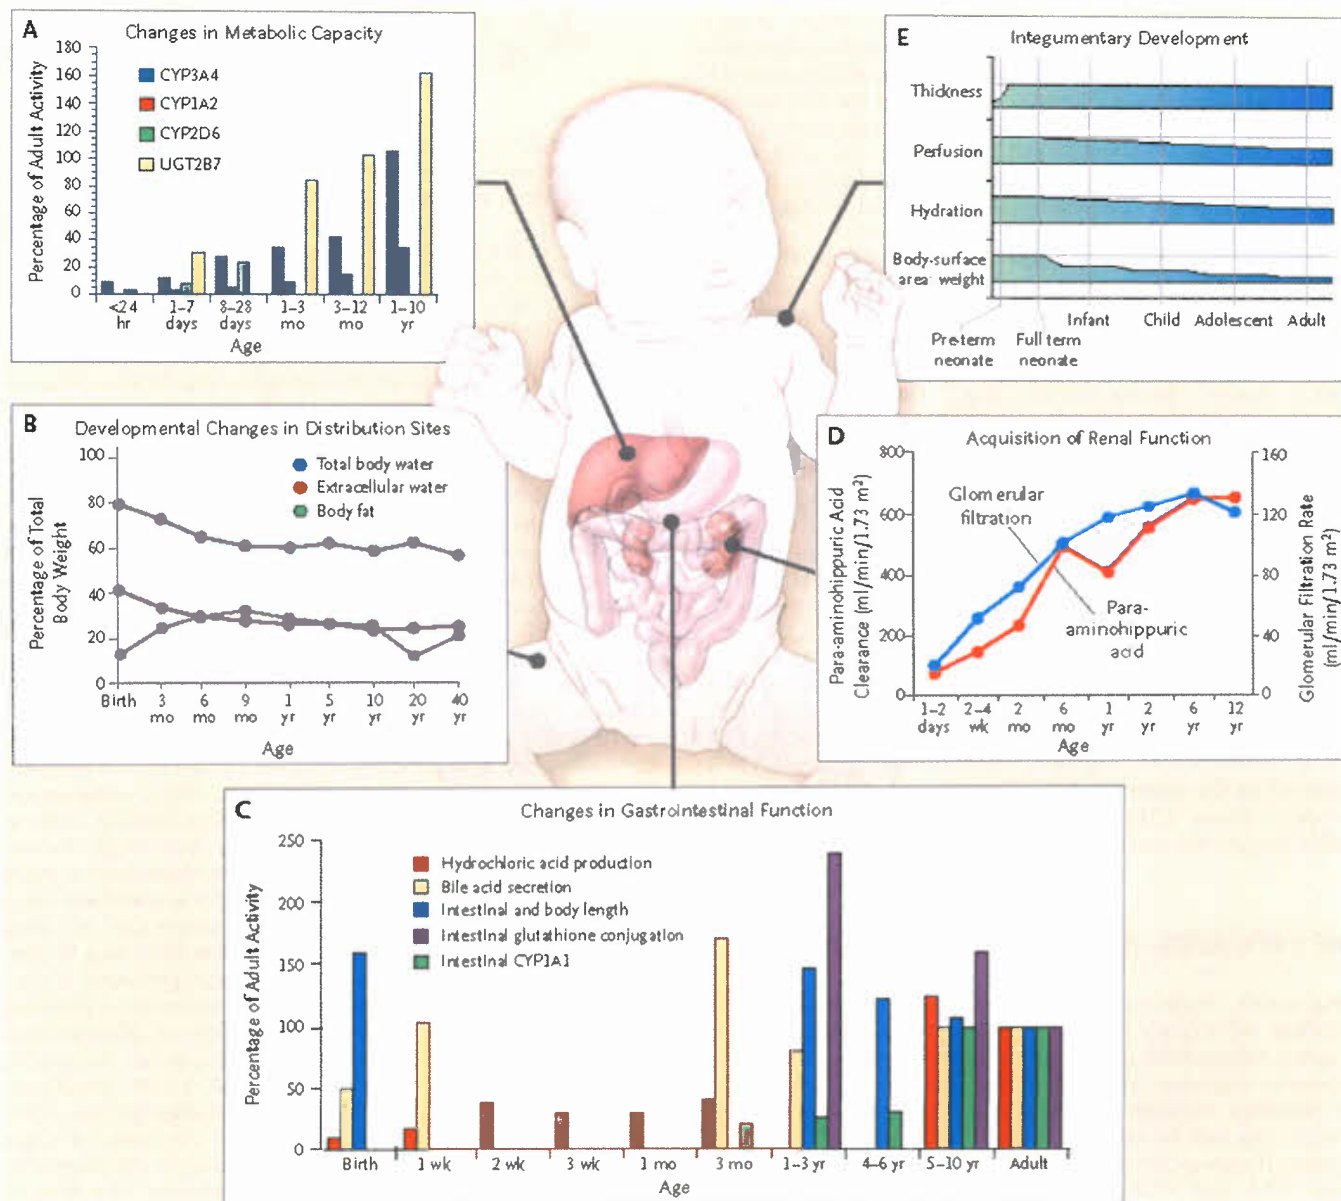 A
Changes in Metabolic Capacity
Percentage of Adult Activity
180
160
140
120
100
80
60
40
20
0
CYP3A4
CYP1A2
CYP2D6
UGT2B7
<24 hr
1–7 days
8–28 days
1–3 mo
3–12 mo
1–10 yr
Age
E
Integumentary Development
Thickness
Perfusion
Hydration
Body-surface
area: weight
Infant
Child
Adolescent
Adult
Pre-term
neonate
Full term
neonate
B
Developmental Changes in Distribution Sites
Percentage of Total
Body Weight
100
80
60
40
20
0
Total body water
Extracellular water
Body fat
Birth
3 mo
6 mo
9 mo
1 yr
5 yr
10 yr
20 yr
40 yr
Age
D
Acquisition of Renal Function
Para-aminohippuric Acid
Clearance (ml/min/1.73 m²)
800
600
400
200
0
Glomerular
filtration
Para-
aminohippuric
acid
160
120
80
40
0
Glomerular Filtration Rate
(ml/min/1.73 m²)
1–2 days
2–4 wk
2 mo
6 mo
1 yr
2 yr
6 yr
12 yr
Age
C
Changes in Gastrointestinal Function
Percentage of Adult Activity
250
200
150
100
50
0
Hydrochloric acid production
Bile acid secretion
Intestinal and body length
Intestinal glutathione conjugation
Intestinal CYP1A1
Birth
1 wk
2 wk
3 wk
1 mo
3 mo
1–3 yr
4–6 yr
5–10 yr
Adult
Age